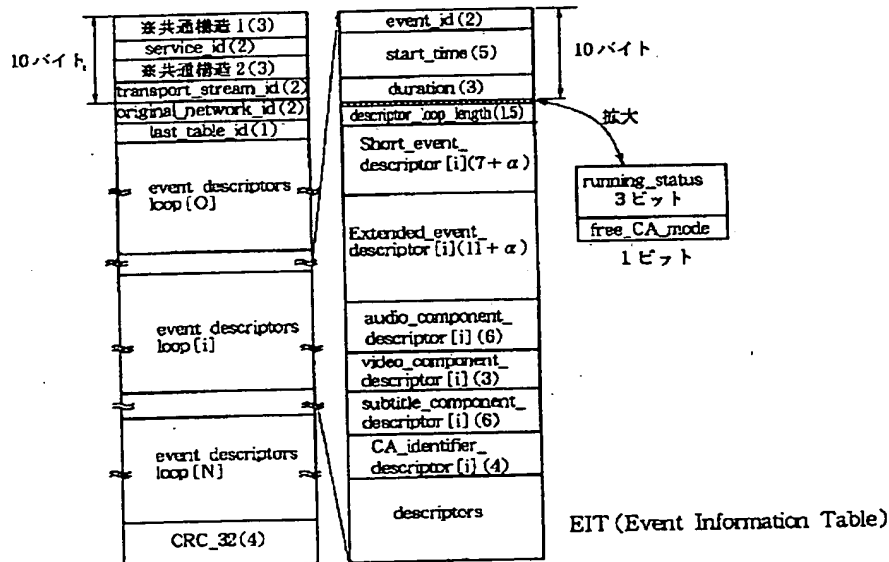 10バイト
※共通構造1(3)
service_id(2)
※共通構造2(3)
transport_stream_id(2)
original_network_id(2)
last_table_id(1)
event descriptors
loop[O]
event descriptors
loop[i]
event descriptors
loop[N]
CRC_32(4)
event_id(2)
start_time(5)
duration(3)
10バイト
descriptor_loop_length(1.5)
Short_event_
descriptor[i](7+α)
Extended_event_
descriptor[i](11+α)
audio_component_
descriptor[i](6)
video_component_
descriptor[i](3)
subtitle_component_
descriptor[i](6)
CA_identifier_
descriptor[i](4)
descriptors
拡大
running_status
3ビット
free_CA_mode
1ビット
EIT(Event Information Table)